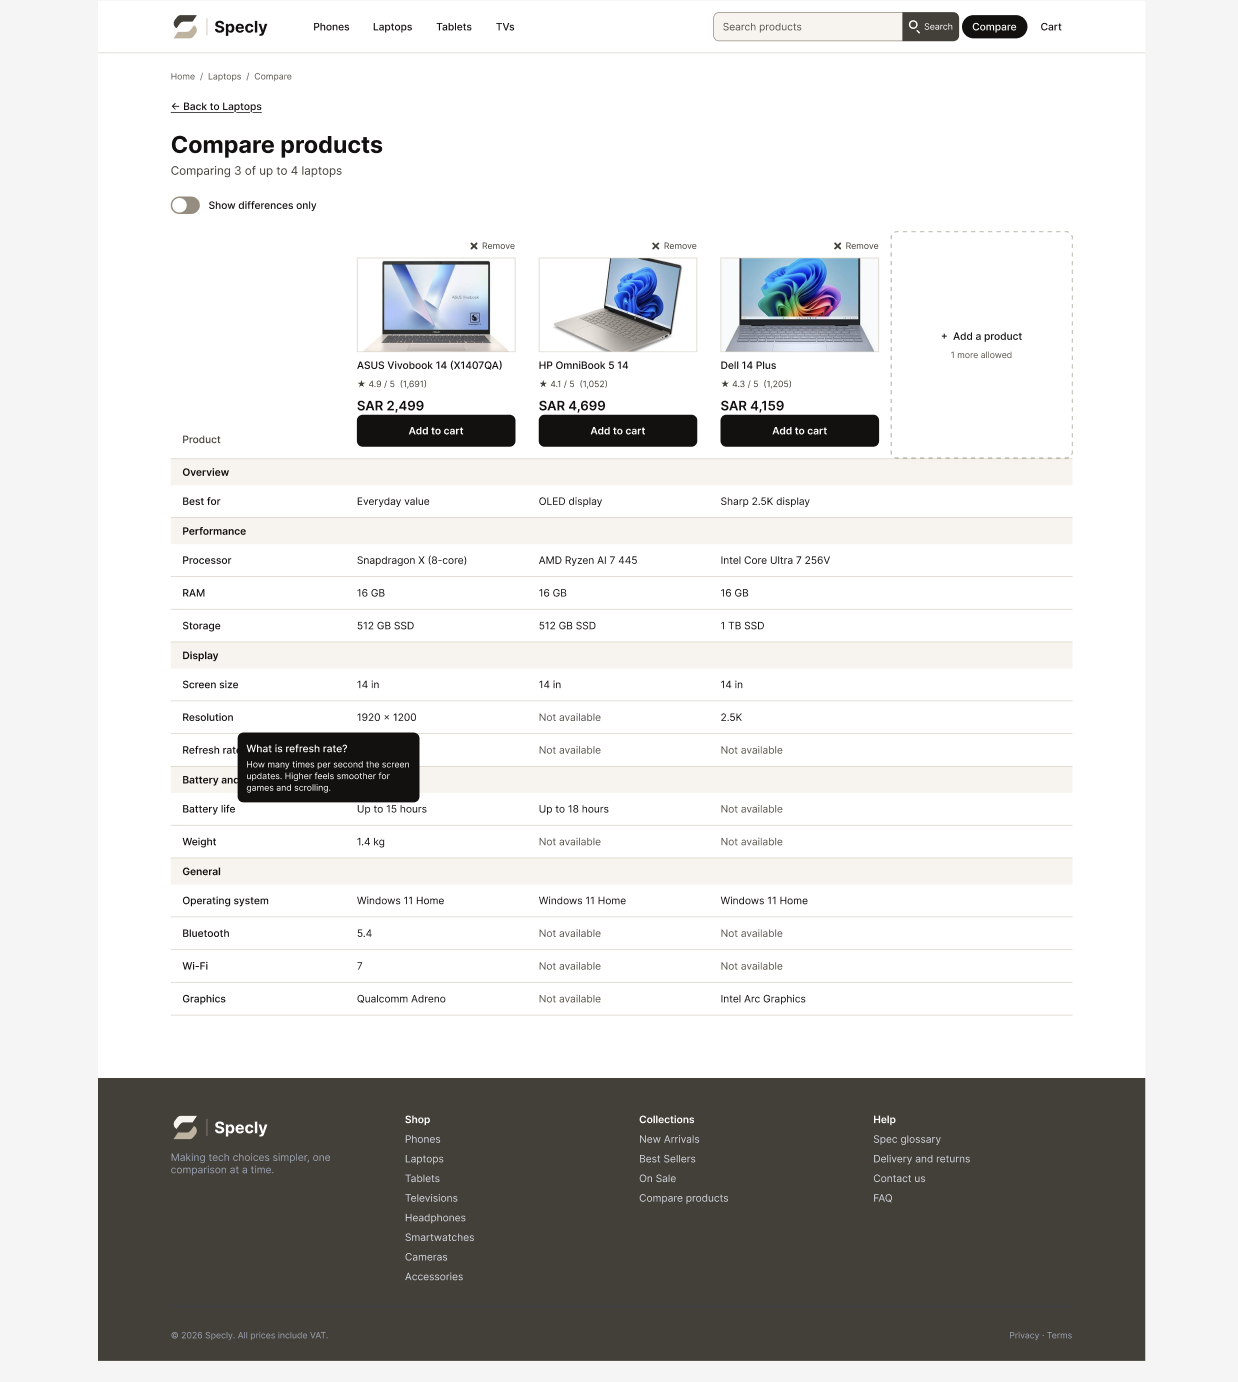 Specly
Phones Laptops Tablets TVs
Search products
Search
Compare
Cart
Home / Laptops / Compare
← Back to Laptops
Compare products
Comparing 3 of up to 4 laptops
Show differences only
✕ Remove ✕ Remove ✕ Remove
ASUS Vivobook 14 (X1407QA) HP OmniBook 5 14 Dell 14 Plus
★ 4.9 / 5 (1,691) ★ 4.1 / 5 (1,052) ★ 4.3 / 5 (1,205)
SAR 2,499 SAR 4,699 SAR 4,159
Add to cart Add to cart Add to cart
+ Add a product
1 more allowed
Product
Overview
Best for Everyday value OLED display Sharp 2.5K display
Performance
Processor Snapdragon X (8-core) AMD Ryzen AI 7 445 Intel Core Ultra 7 256V
RAM 16 GB 16 GB 16 GB
Storage 512 GB SSD 512 GB SSD 1 TB SSD
Display
Screen size 14 in 14 in 14 in
Resolution 1920 × 1200 Not available 2.5K
Refresh rate Not available Not available
What is refresh rate?
How many times per second the screen
updates. Higher feels smoother for
games and scrolling.
Battery and
Battery life Up to 15 hours Up to 18 hours Not available
Weight 1.4 kg Not available Not available
General
Operating system Windows 11 Home Windows 11 Home Windows 11 Home
Bluetooth 5.4 Not available Not available
Wi-Fi 7 Not available Not available
Graphics Qualcomm Adreno Not available Intel Arc Graphics
Specly
Making tech choices simpler, one
comparison at a time.
Shop
Phones
Laptops
Tablets
Televisions
Headphones
Smartwatches
Cameras
Accessories
Collections
New Arrivals
Best Sellers
On Sale
Compare products
Help
Spec glossary
Delivery and returns
Contact us
FAQ
© 2026 Specly. All prices include VAT.
Privacy · Terms